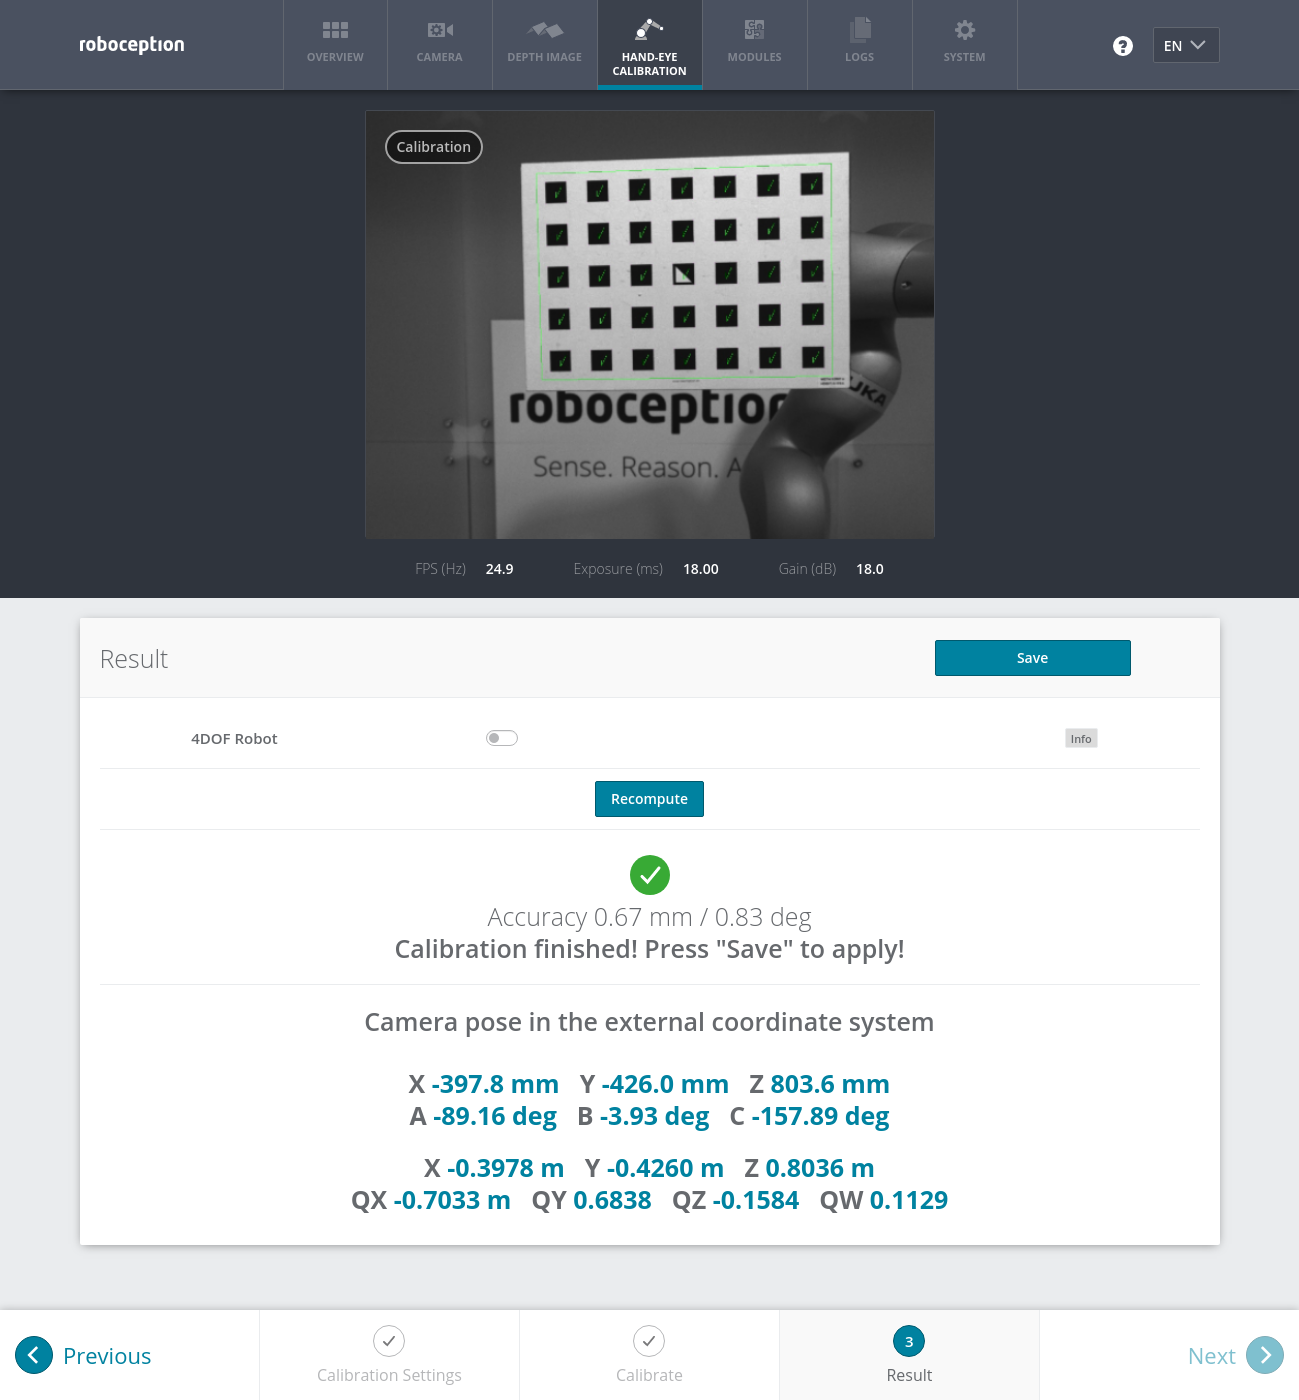 roboception
OVERVIEW
CAMERA
DEPTH IMAGE
HAND-EYE
CALIBRATION
MODULES
LOGS
SYSTEM
?
EN
Calibration
KUKA
roboception
Sense. Reason. A
FPS (Hz) 24.9 Exposure (ms) 18.00 Gain (dB) 18.0
Result
Save
4DOF Robot
Info
Recompute
Accuracy 0.67 mm / 0.83 deg
Calibration finished! Press "Save" to apply!
Camera pose in the external coordinate system
X -397.8 mm Y -426.0 mm Z 803.6 mm
A -89.16 deg B -3.93 deg C -157.89 deg
X -0.3978 m Y -0.4260 m Z 0.8036 m
QX -0.7033 m QY 0.6838 QZ -0.1584 QW 0.1129
Previous
Calibration Settings
Calibrate
3
Result
Next